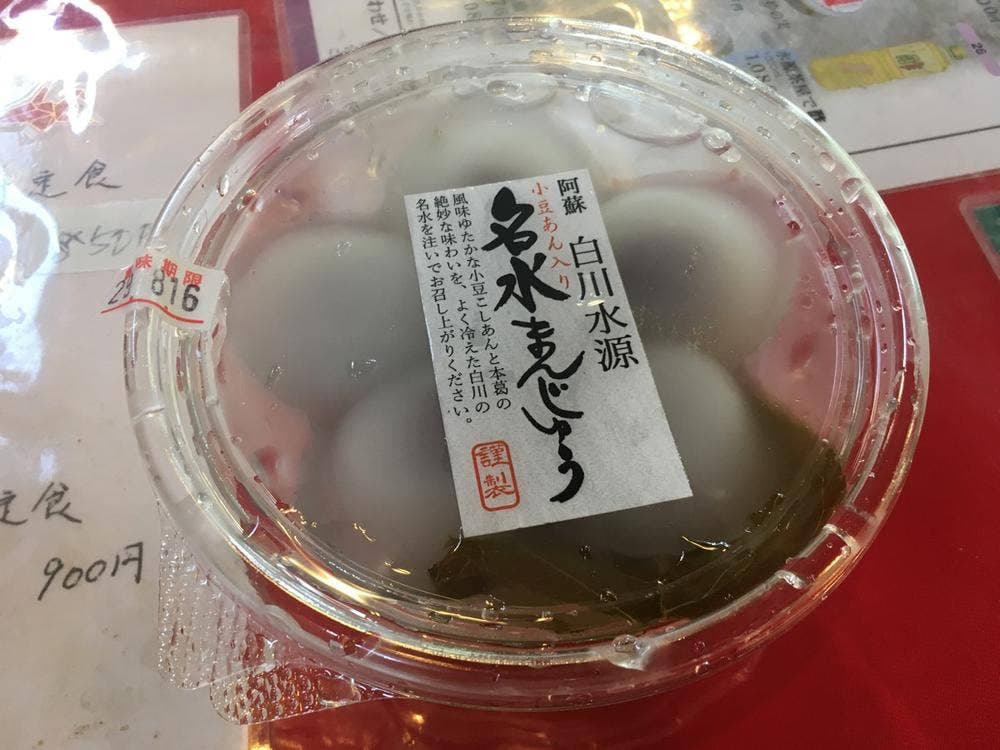 阿蘇 白川水源
小豆あん入り
名水まんじゅう
風味ゆたかな小豆こしあんと本葛の
絶妙な味わいを、よく冷えた白川の
名水を注いでお召し上がりください。
謹製
味期限
29 816
定食
定食
900円